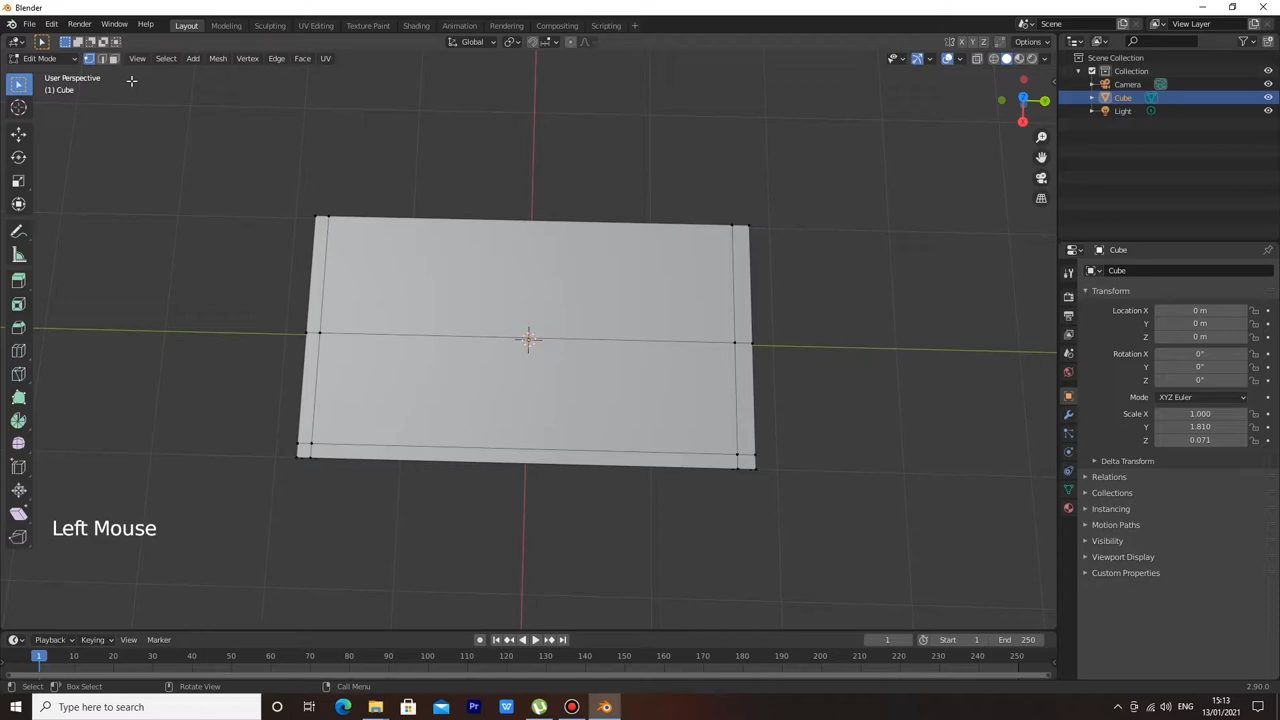 Blender
File Edit Render Window Help Layout Modeling Sculpting UV Editing Texture Paint Shading Animation Rendering Compositing Scripting + Scene View Layer
Global X Y Z Options
Edit Mode View Select Add Mesh Vertex Edge Face UV
Scene Collection
Collection
Camera
Cube
Light
User Perspective
(1) Cube
Z
Y
X
Cube
Cube
Transform
Location X 0 m
Y 0 m
Z 0 m
Rotation X 0°
Y 0°
Z 0°
Mode XYZ Euler
Scale X 1.000
Y 1.810
Z 0.071
Delta Transform
Relations
Collections
Instancing
Motion Paths
Visibility
Viewport Display
Custom Properties
Left Mouse
Playback Keying View Marker 1 Start 1 End 250
1 10 20 30 40 50 60 70 80 90 100 110 120 130 140 150 160 170 180 190 200 210 220 230 240 250
Select Box Select Rotate View Call Menu 2.90.0
Type here to search Pr W 15:13
13/01/2021